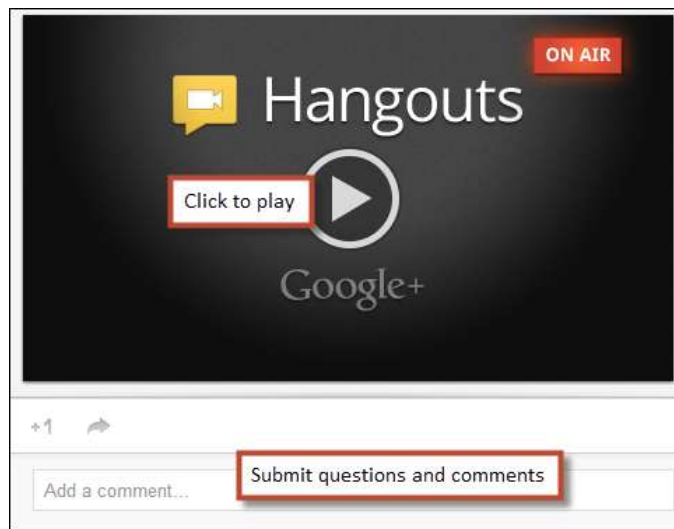 ON AIR
Hangouts
Click to play
Google+
+1
Submit questions and comments
Add a comment...